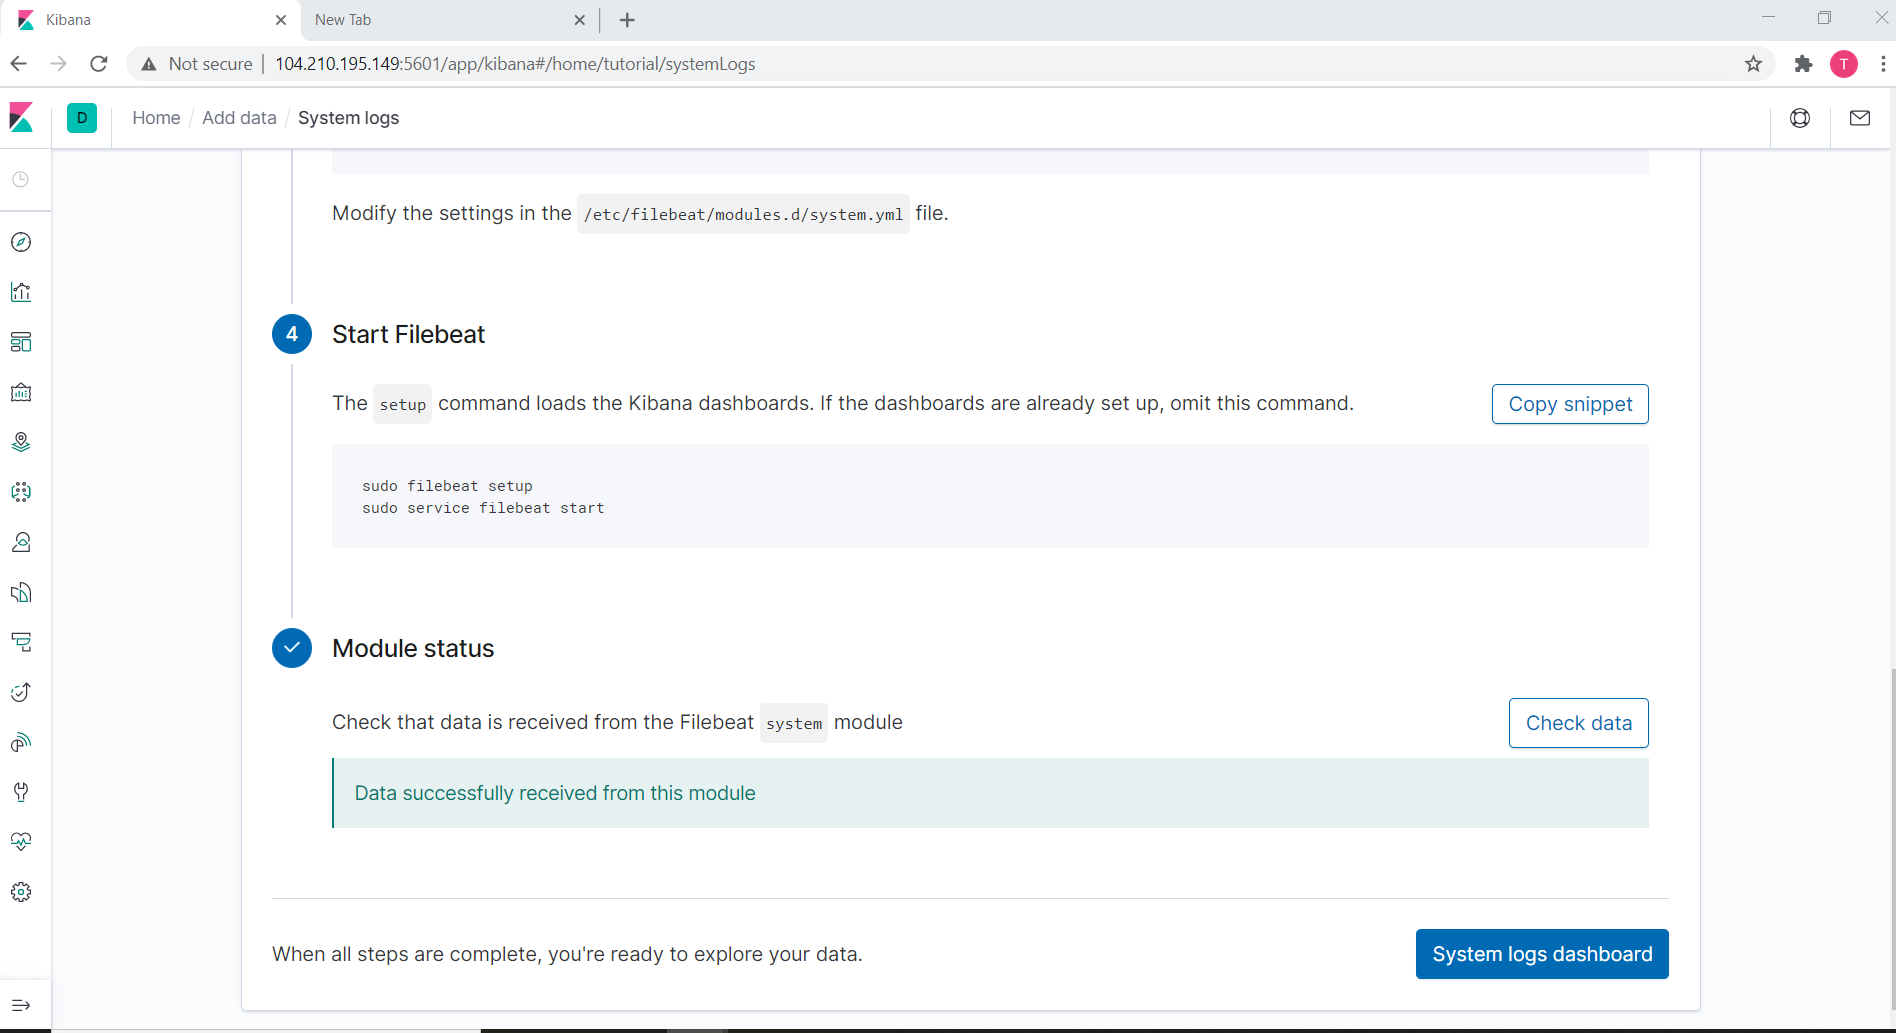 Kibana
New Tab
Not secure
104.210.195.149:5601/app/kibana#/home/tutorial/systemLogs
T
D
Home / Add data / System logs
Modify the settings in the /etc/filebeat/modules.d/system.yml file.
4
Start Filebeat
The setup command loads the Kibana dashboards. If the dashboards are already set up, omit this command.
Copy snippet
sudo filebeat setup
sudo service filebeat start
Module status
Check that data is received from the Filebeat system module
Check data
Data successfully received from this module
When all steps are complete, you're ready to explore your data.
System logs dashboard